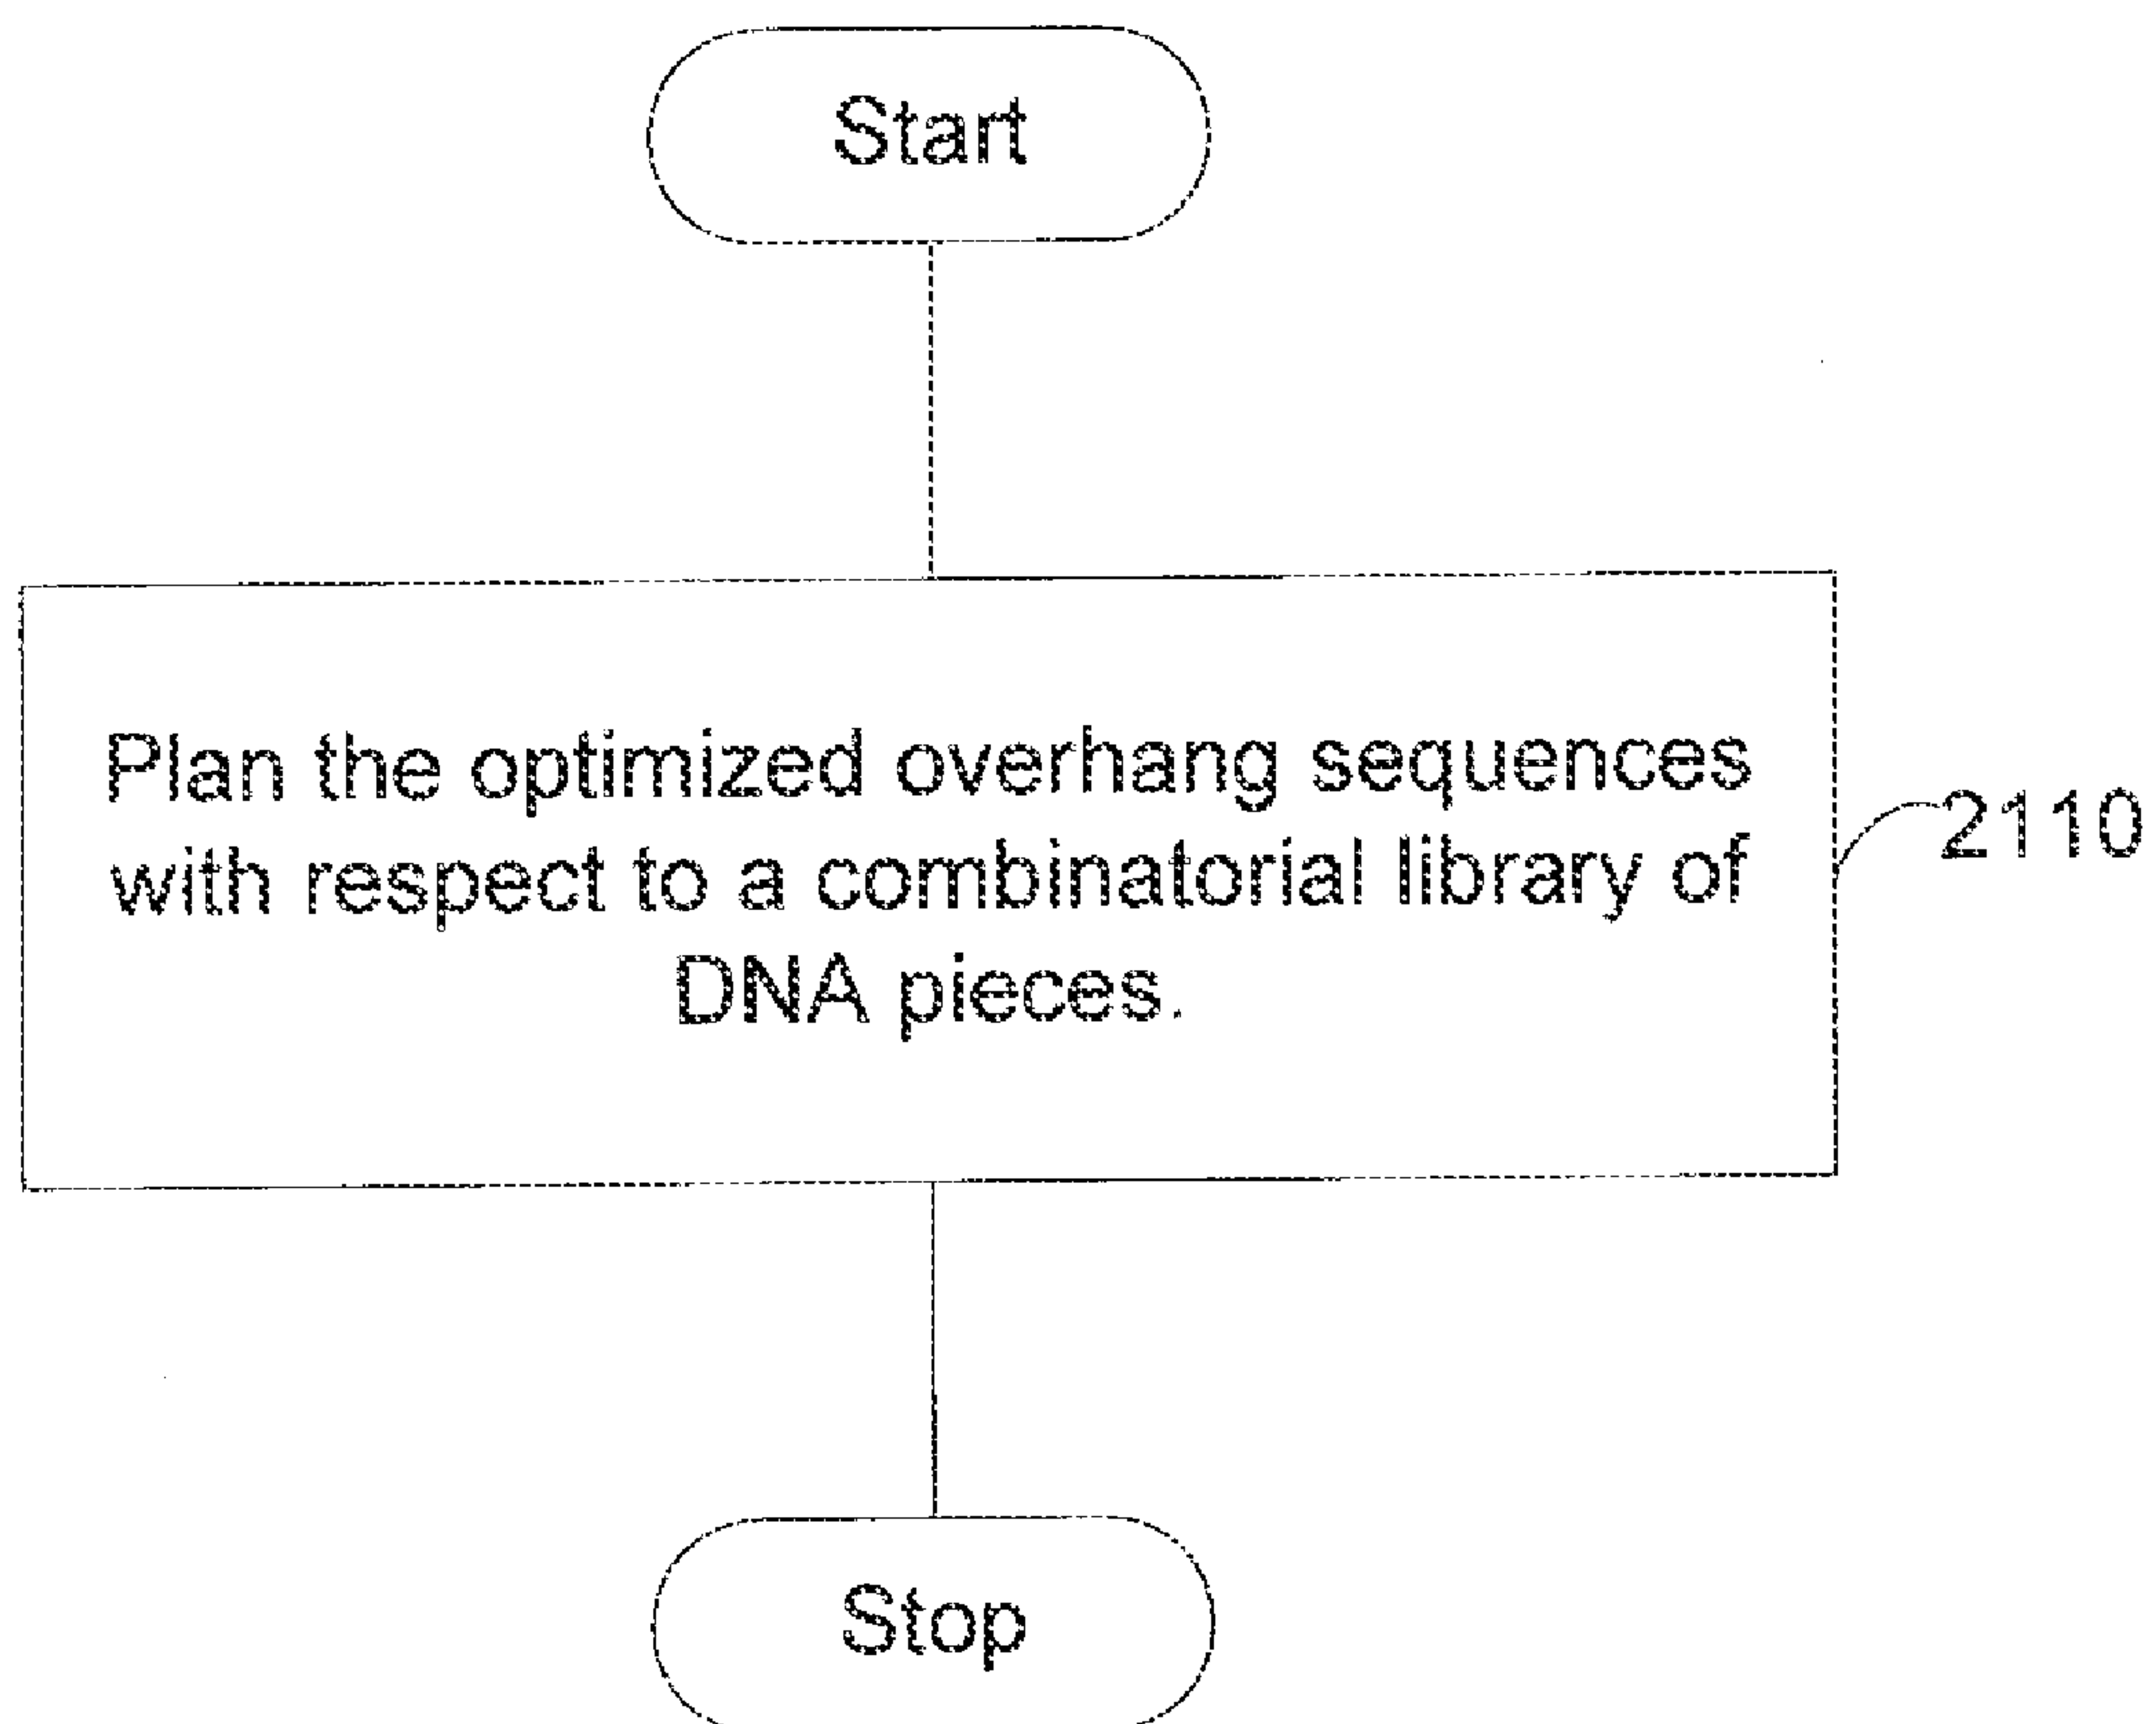 Start
Plan the optimized overhang sequences
with respect to a combinatorial library of
DNA pieces.
2110
Stop